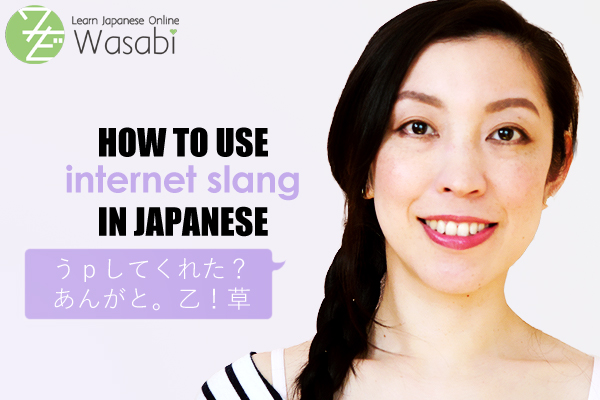 Learn Japanese Online
Wasabi
HOW TO USE
internet slang
IN JAPANESE
うｐしてくれた？
あんがと。乙！草